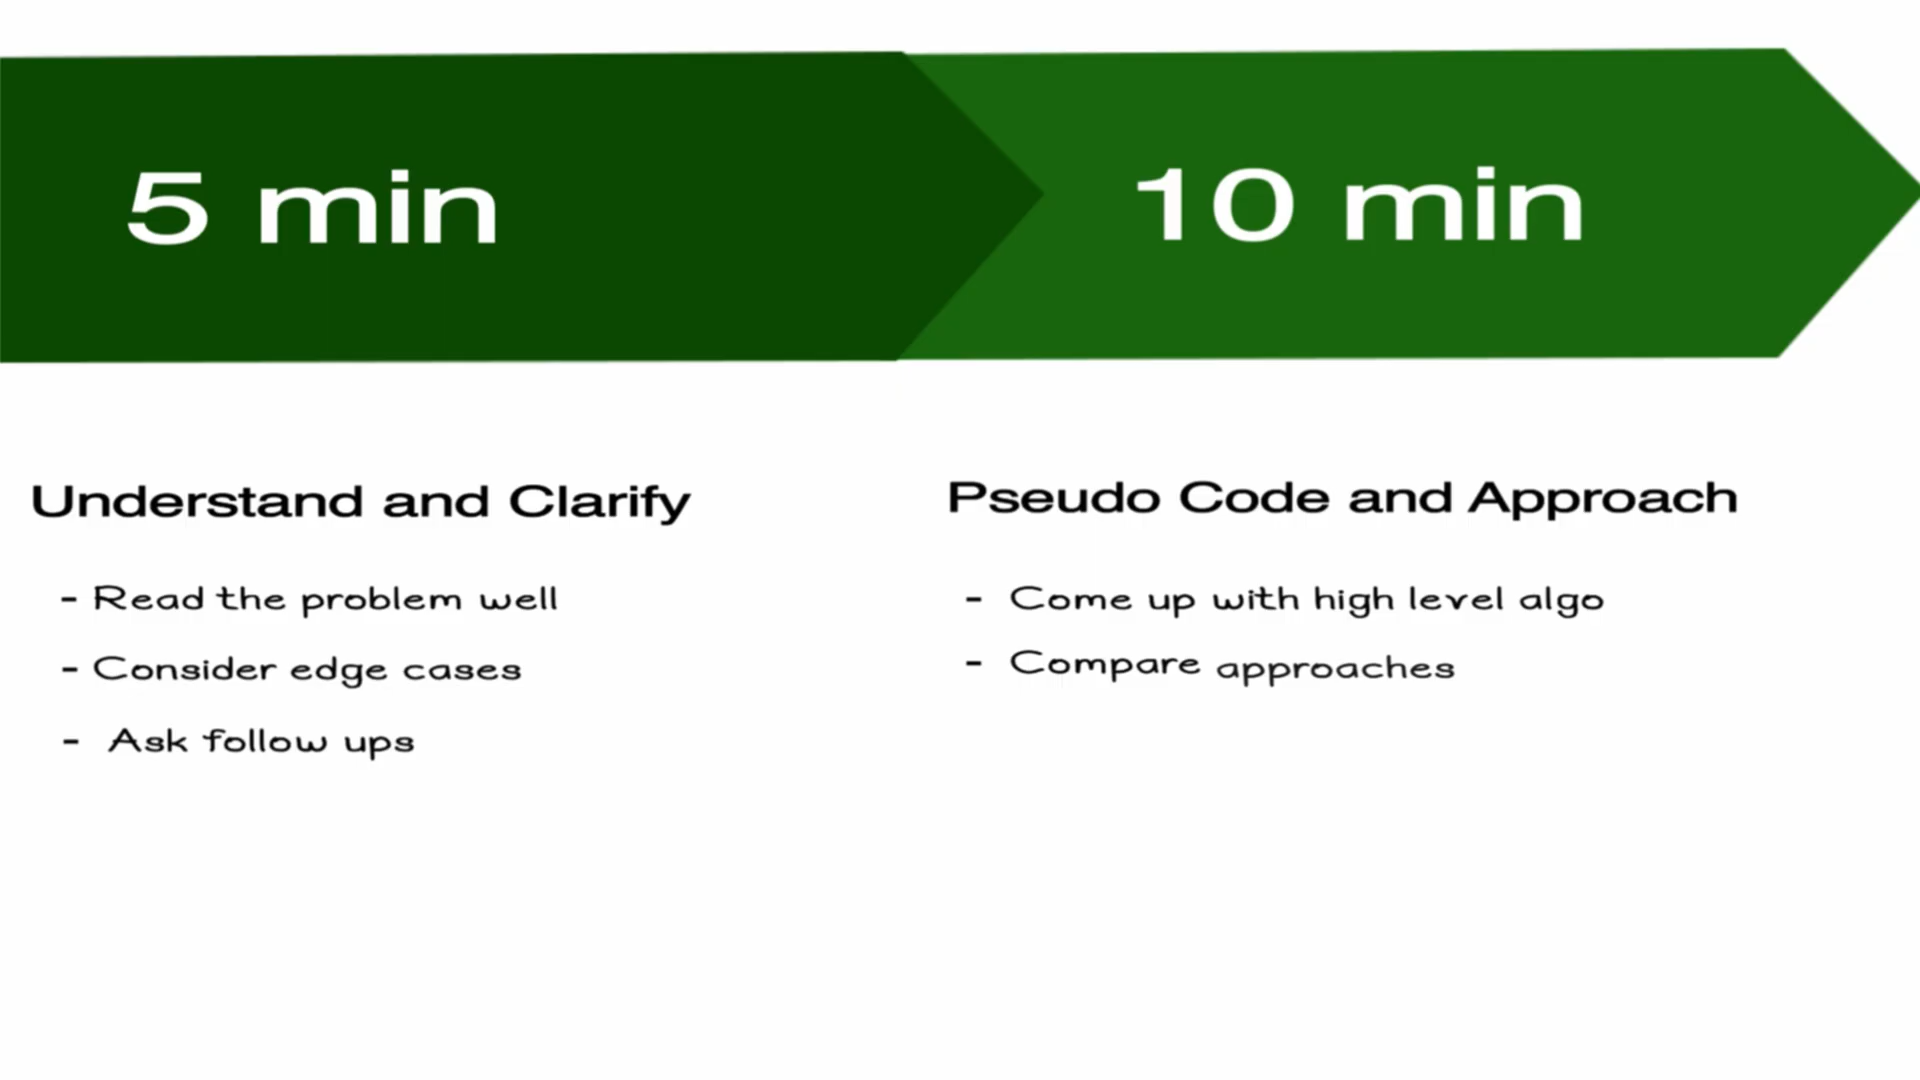 5 min
10 min
Understand and Clarify
- Read the problem well
- Consider edge cases
- Ask follow ups
Pseudo Code and Approach
- Come up with high level algo
- Compare approaches